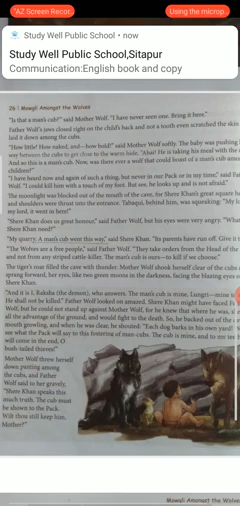 "AZ Screen Recor.
Using the microp.
Study Well Public School • now
Study Well Public School,Sitapur
Communication:English book and copy
26 | Mowgli Amongst the Wolves
"Is that a man's cub?" said Mother Wolf. "I have never seen one. Bring it here."
Father Wolf's jaws closed right on the child's back and not a tooth even scratched the skin
laid it down among the cubs.
"How little! How naked, and—how bold!" said Mother Wolf softly. The baby was pushing
way between the cubs to get close to the warm hide. "Ahai! He is taking his meal with the
And so this is a man's cub. Now, was there ever a wolf that could boast of a man's cub amo
children?"
"I have heard now and again of such a thing, but never in our Pack or in my time," said Fat
Wolf. "I could kill him with a touch of my foot. But see, he looks up and is not afraid."
The moonlight was blocked out of the mouth of the cave, for Shere Khan's great square he
and shoulders were thrust into the entrance. Tabaqui, behind him, was squeaking: "My lo
my lord, it went in here!"
"Shere Khan does us great honour," said Father Wolf, but his eyes were very angry. "What
Shere Khan need?"
"My quarry. A man's cub went this way," said Shere Khan. "Its parents have run off. Give it t
"The Wolves are a free people," said Father Wolf. "They take orders from the Head of the
and not from any striped cattle killer. The man's cub is ours—to kill if we choose."
The tiger's roar filled the cave with thunder. Mother Wolf shook herself clear of the cubs
sprang forward, her eyes, like two green moons in the darkness, facing the blazing eyes o
Shere Khan.
"And it is I, Raksha (the demon), who answers. The man's cub is mine, Lungri—mine t
He shall not be killed." Father Wolf looked on amazed. Shere Khan might have faced Fa
Wolf, but he could not stand up against Mother Wolf, for he knew that where he was, s
all the advantage of the ground, and would fight to the death. So, he backed out of the
mouth growling, and when he was clear, he shouted: "Each dog barks in his own yard!
see what the Pack will say to this fostering of man-cubs. The cub is mine, and to my tee
will come in the end, O
bush-tailed thieves!"
Mother Wolf threw herself
down panting among
the cubs, and Father
Wolf said to her gravely,
"Shere Khan speaks this
much truth. The cub must
be shown to the Pack.
Wilt thou still keep him,
Mother?"
Mowgli Amongst the Wolve